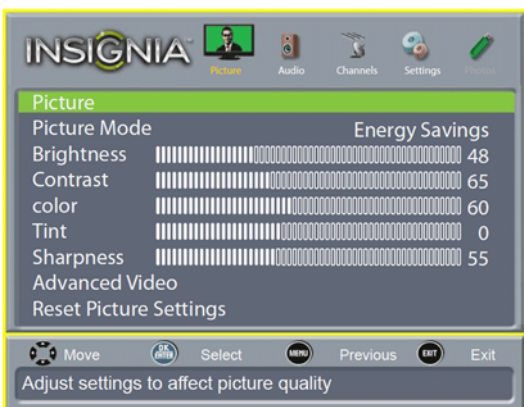 INSIGNIA
Picture Audio Channels Settings Photos
Picture
Picture Mode Energy Savings
Brightness 48
Contrast 65
color 60
Tint 0
Sharpness 55
Advanced Video
Reset Picture Settings
Move OK ENTER Select MENU Previous EXIT Exit
Adjust settings to affect picture quality